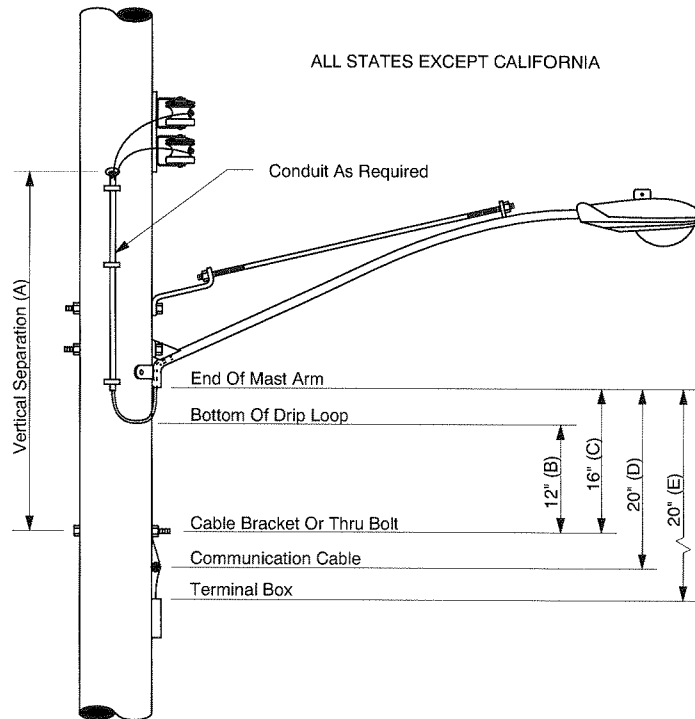 ALL STATES EXCEPT CALIFORNIA
Conduit As Required
Vertical Separation (A)
End Of Mast Arm
Bottom Of Drip Loop
12" (B)
16" (C)
20" (D)
20" (E)
Cable Bracket Or Thru Bolt
Communication Cable
Terminal Box